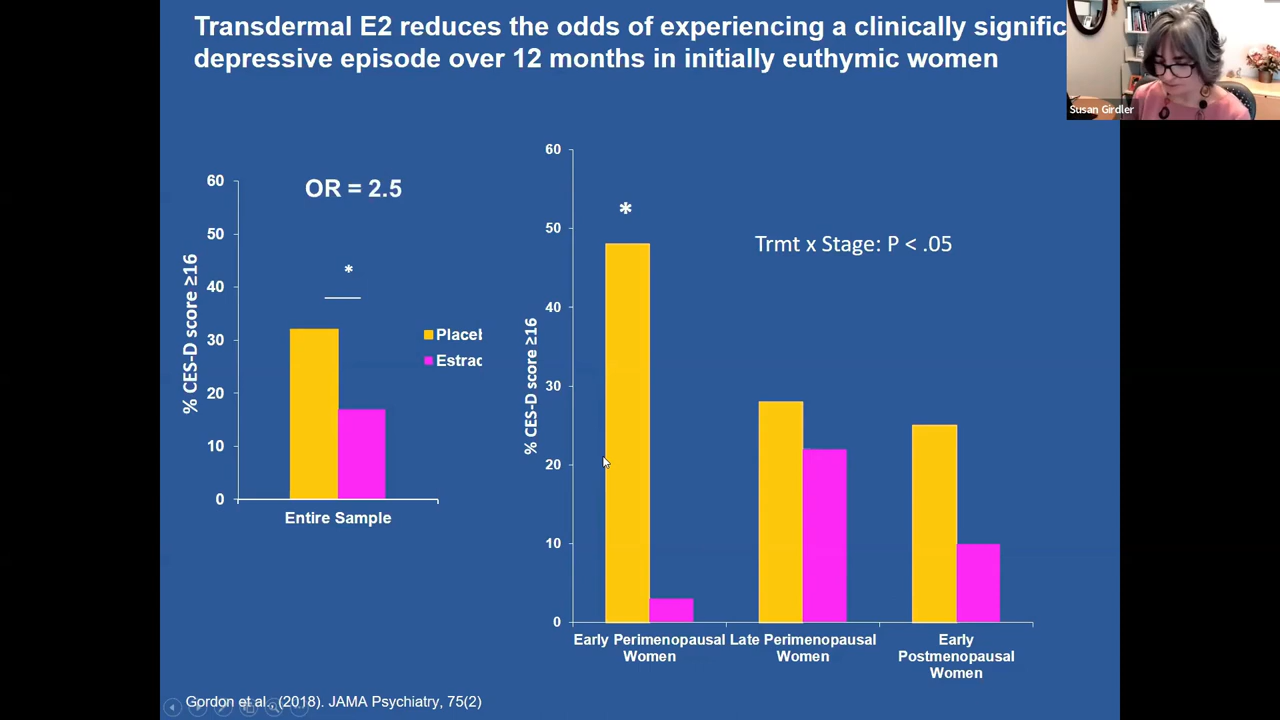 Transdermal E2 reduces the odds of experiencing a clinically signific
depressive episode over 12 months in initially euthymic women
Susan Girdler
OR = 2.5
60
50
40
30
20
10
0
% CES-D score ≥16
*
Placeb
Estrac
Entire Sample
60
50
40
30
20
10
0
% CES-D score ≥16
*
Trmt x Stage: P < .05
Early Perimenopausal
Women
Late Perimenopausal
Women
Early
Postmenopausal
Women
Gordon et al., (2018). JAMA Psychiatry, 75(2)